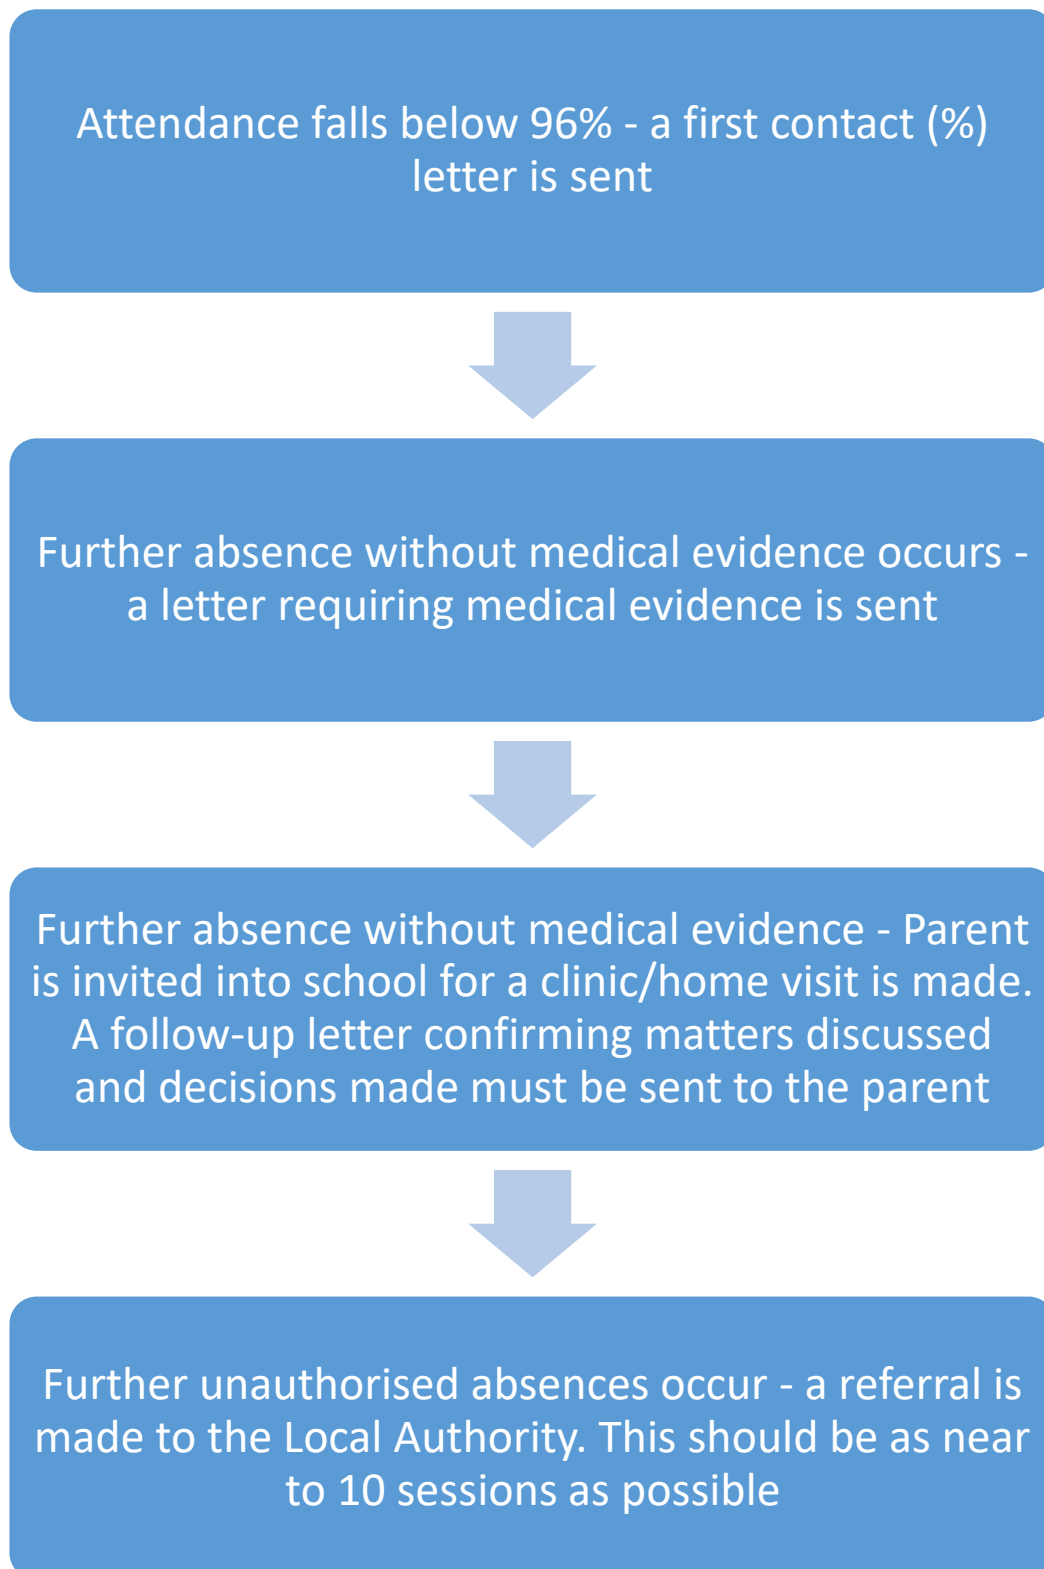 Attendance falls below 96% - a first contact (%)
letter is sent
Further absence without medical evidence occurs -
a letter requiring medical evidence is sent
Further absence without medical evidence - Parent
is invited into school for a clinic/home visit is made.
A follow-up letter confirming matters discussed
and decisions made must be sent to the parent
Further unauthorised absences occur - a referral is
made to the Local Authority. This should be as near
to 10 sessions as possible